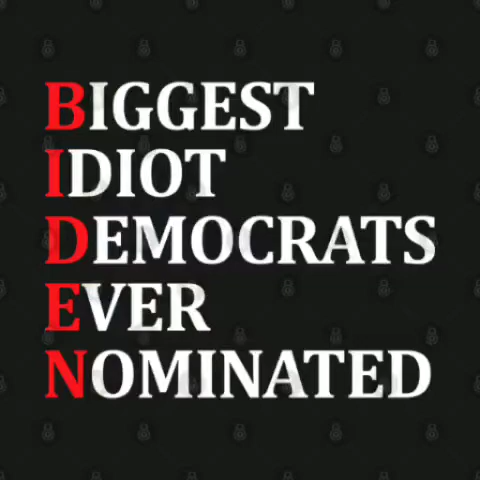 BIGGEST
IDIOT
DEMOCRATS
EVER
NOMINATED